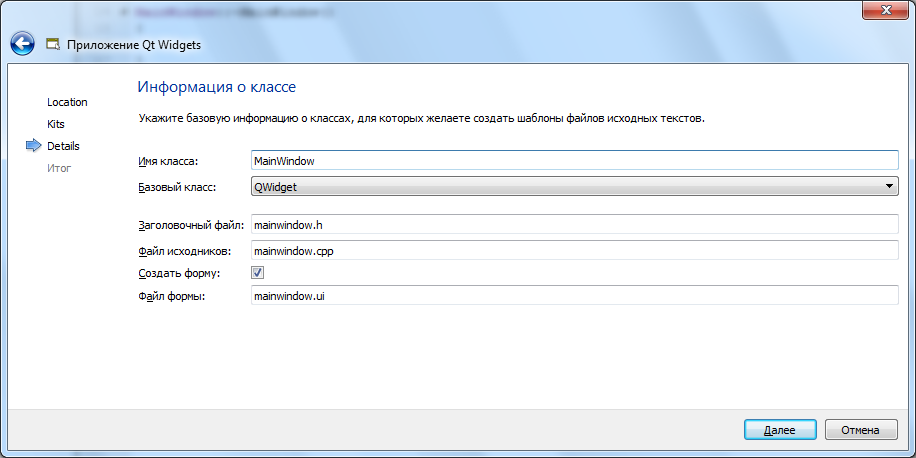 Приложение Qt Widgets
Информация о классе
Location
Kits
Details
Итог
Укажите базовую информацию о классах, для которых желаете создать шаблоны файлов исходных текстов.
Имя класса: MainWindow
Базовый класс: QWidget
Заголовочный файл: mainwindow.h
Файл исходников: mainwindow.cpp
Создать форму:
Файл формы: mainwindow.ui
Далее
Отмена